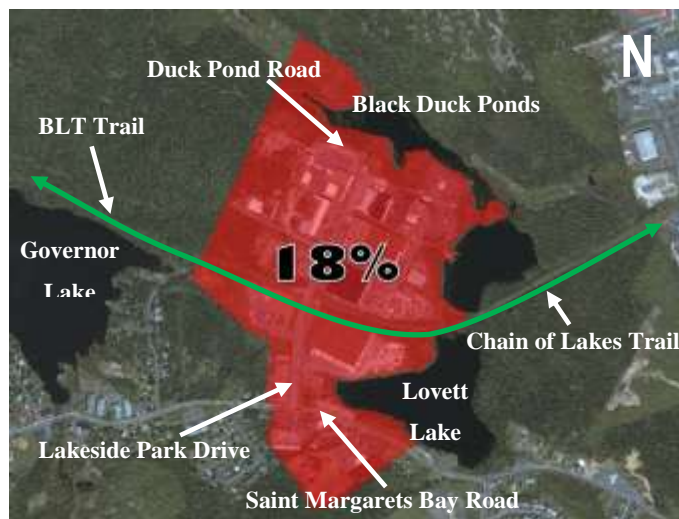 N
Duck Pond Road
Black Duck Ponds
BLT Trail
Governor
Lake
18%
Chain of Lakes Trail
Lovett
Lake
Lakeside Park Drive
Saint Margarets Bay Road